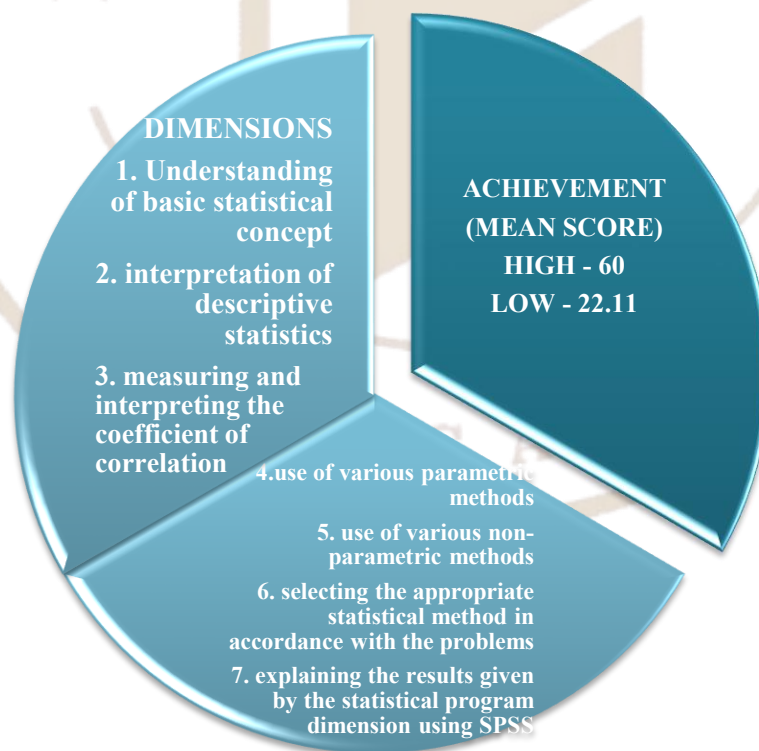 DIMENSIONS
1. Understanding
of basic statistical
concept
2. interpretation of
descriptive
statistics
3. measuring and
interpreting the
coefficient of
correlation
4.use of various parametric
methods
5. use of various non-
parametric methods
6. selecting the appropriate
statistical method in
accordance with the problems
7. explaining the results given
by the statistical program
dimension using SPSS
ACHIEVEMENT
(MEAN SCORE)
HIGH - 60
LOW - 22.11